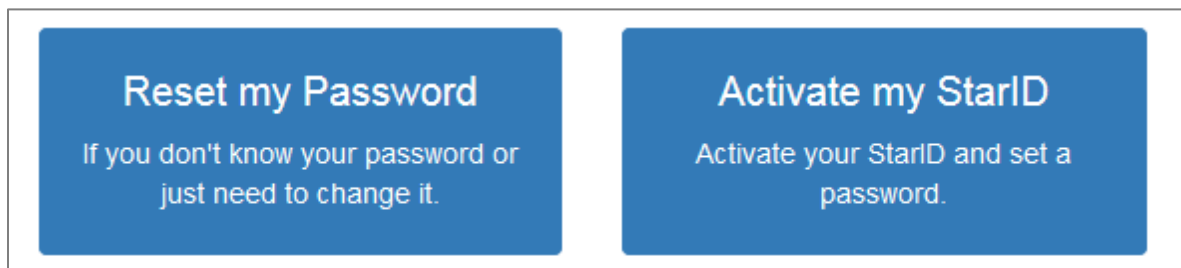 Reset my Password
If you don't know your password or
just need to change it.
Activate my StarID
Activate your StarID and set a
password.